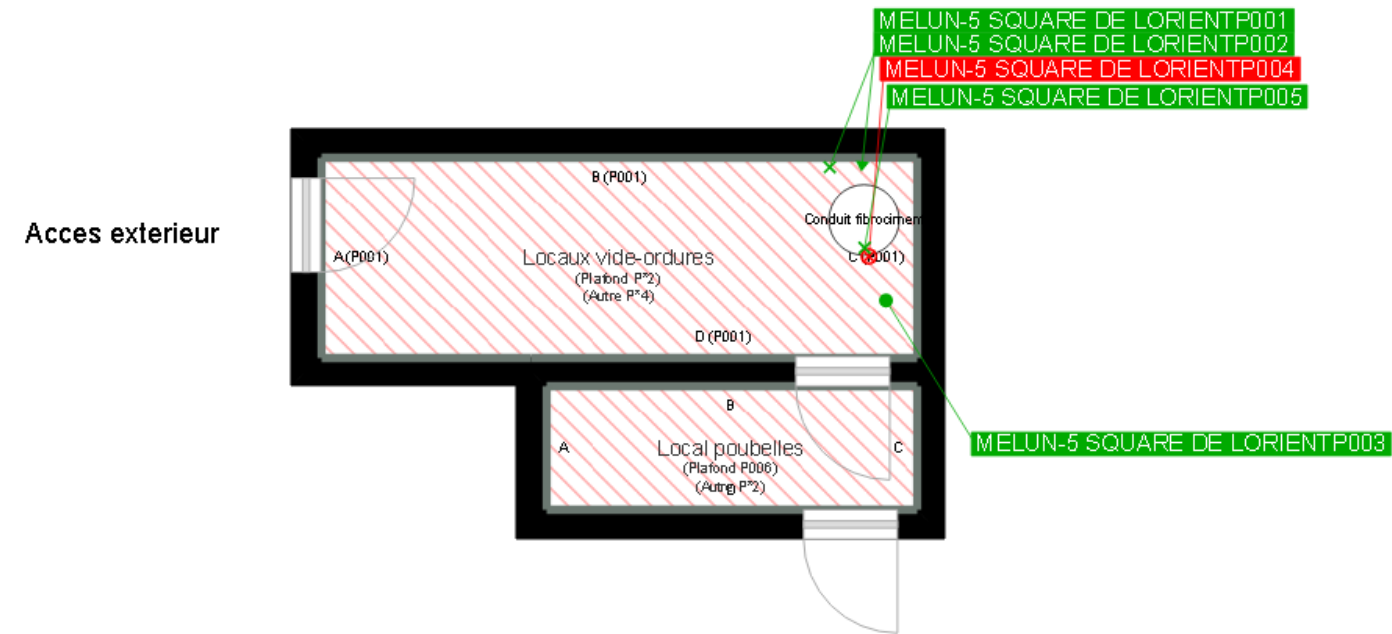 MELUN-5 SQUARE DE LORIENTP001
MELUN-5 SQUARE DE LORIENTP002
MELUN-5 SQUARE DE LORIENTP004
MELUN-5 SQUARE DE LORIENTP005
B (P001)
Conduit fibrocimen
Acces exterieur
A(P001)
Locaux vide-ordures
C (P001)
(Plafond P*2)
(Autre P*4)
D (P001)
B
A
Local poubelles
C
MELUN-5 SQUARE DE LORIENTP003
(Plafond P006)
P*2)